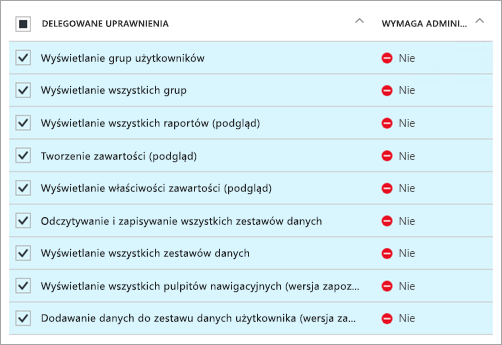 DELEGOWANE UPRAWNIENIA WYMAGA ADMINI...
Wyświetlanie grup użytkowników Nie
Wyświetlanie wszystkich grup Nie
Wyświetlanie wszystkich raportów (podgląd) Nie
Tworzenie zawartości (podgląd) Nie
Wyświetlanie właściwości zawartości (podgląd) Nie
Odczytywanie i zapisywanie wszystkich zestawów danych Nie
Wyświetlanie wszystkich zestawów danych Nie
Wyświetlanie wszystkich pulpitów nawigacyjnych (wersja zapoz... Nie
Dodawanie danych do zestawu danych użytkownika (wersja za... Nie